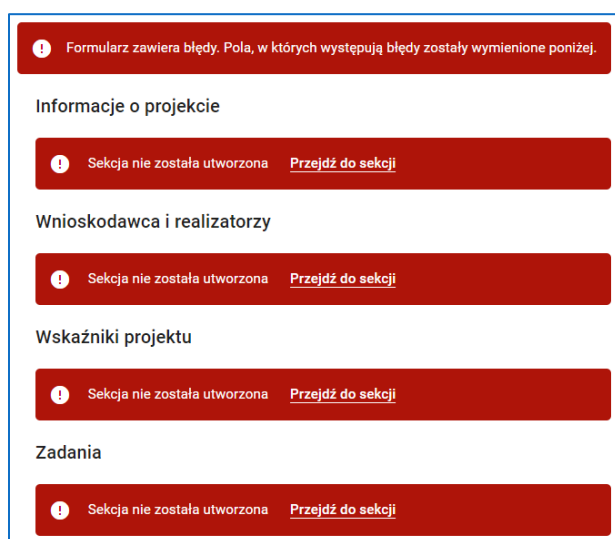 Formularz zawiera błędy. Pola, w których występują błędy zostały wymienione poniżej.
Informacje o projekcie
Sekcja nie została utworzona Przejdź do sekcji
Wnioskodawca i realizatorzy
Sekcja nie została utworzona Przejdź do sekcji
Wskaźniki projektu
Sekcja nie została utworzona Przejdź do sekcji
Zadania
Sekcja nie została utworzona Przejdź do sekcji